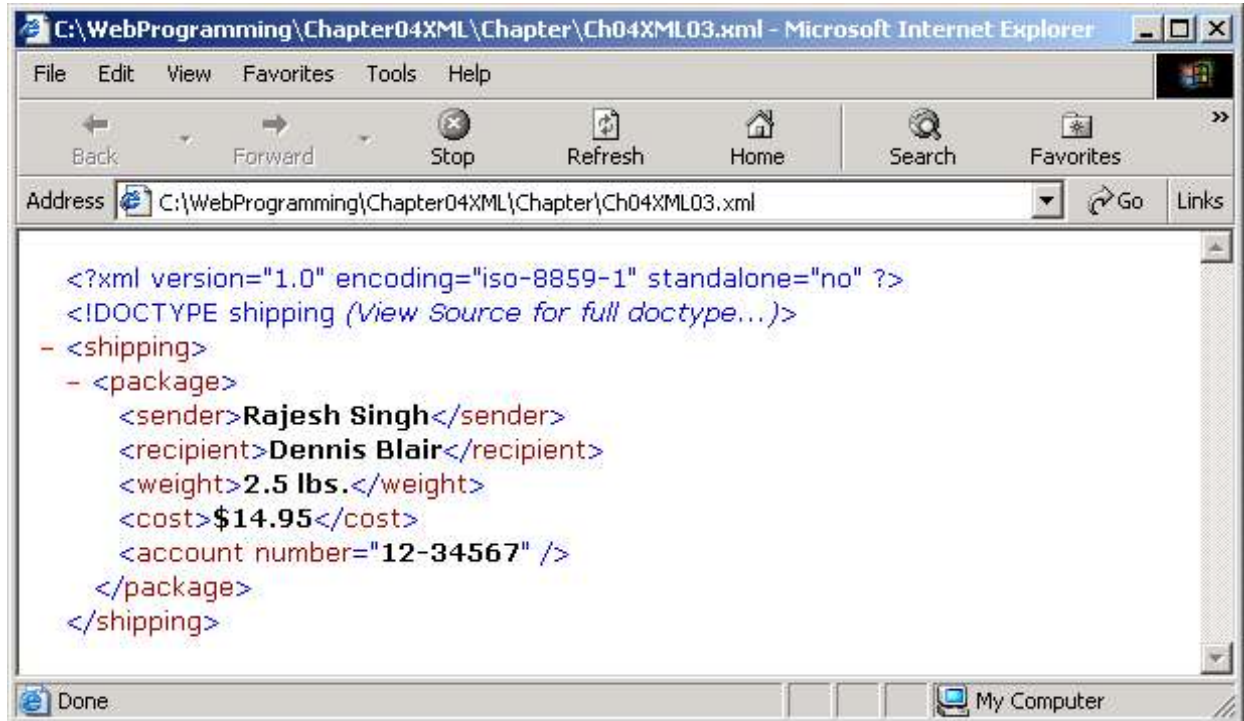 C:\WebProgramming\Chapter04XML\Chapter\Ch04XML03.xml - Microsoft Internet Explorer
File Edit View Favorites Tools Help
Back Forward Stop Refresh Home Search Favorites »
Address C:\WebProgramming\Chapter04XML\Chapter\Ch04XML03.xml Go Links
<?xml version="1.0" encoding="iso-8859-1" standalone="no" ?>
<!DOCTYPE shipping (View Source for full doctype...)>
- <shipping>
- <package>
<sender>Rajesh Singh</sender>
<recipient>Dennis Blair</recipient>
<weight>2.5 lbs.</weight>
<cost>$14.95</cost>
<account number="12-34567" />
</package>
</shipping>
Done My Computer